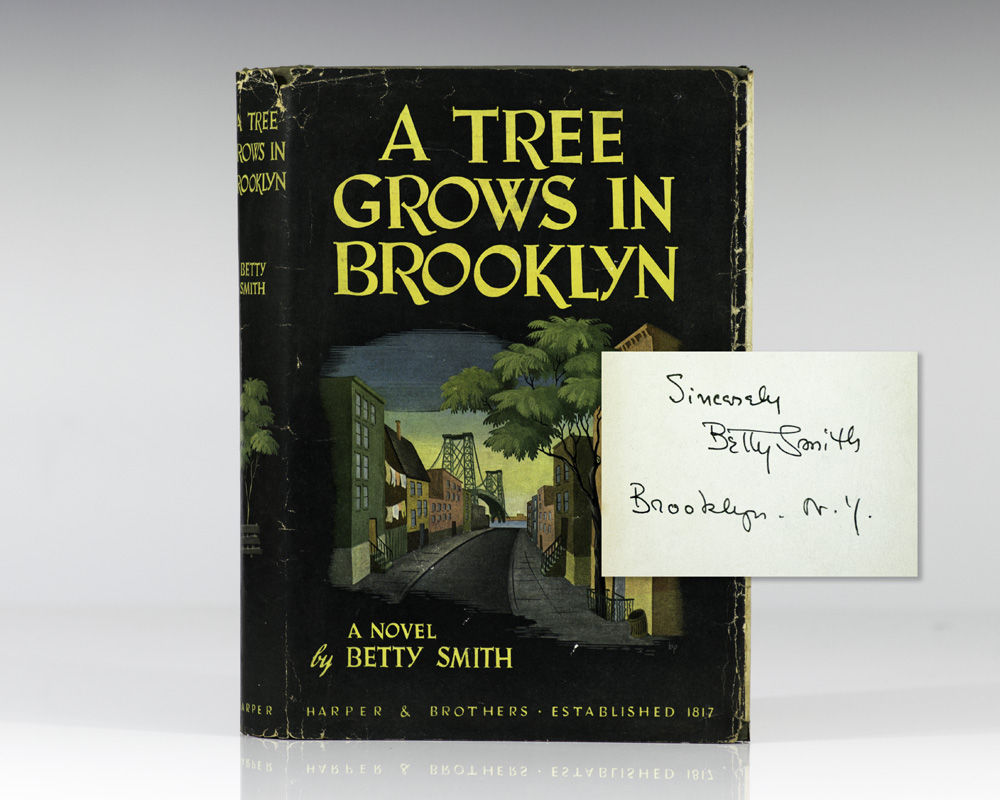 A TREE
GROWS IN
BROOKLYN
BETTY
SMITH
HARPER
A TREE
GROWS IN
BROOKLYN
A NOVEL
by BETTY SMITH
HARPER & BROTHERS · ESTABLISHED 1817
Sincerely
Betty Smith
Brooklyn - N.Y.